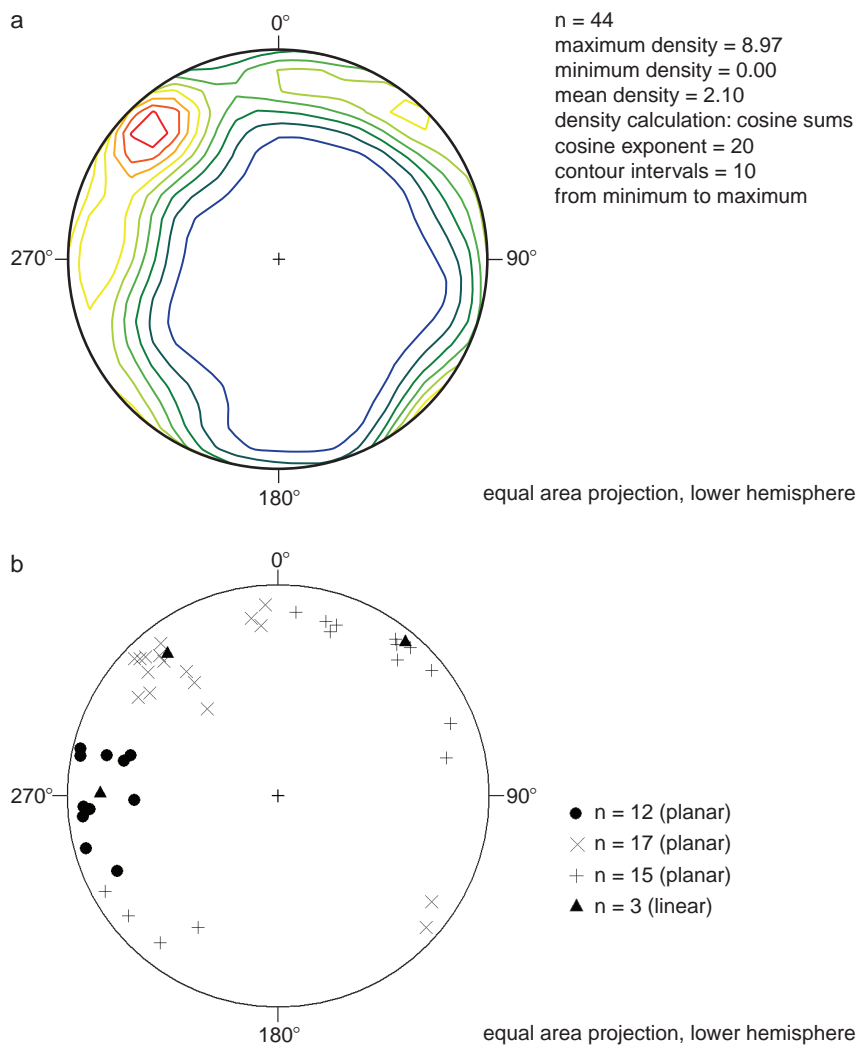 a
0°
n = 44
maximum density = 8.97
minimum density = 0.00
mean density = 2.10
density calculation: cosine sums
cosine exponent = 20
contour intervals = 10
from minimum to maximum
270°
90°
180°
equal area projection, lower hemisphere
b
0°
270°
90°
n = 12 (planar)
n = 17 (planar)
n = 15 (planar)
n = 3 (linear)
180°
equal area projection, lower hemisphere